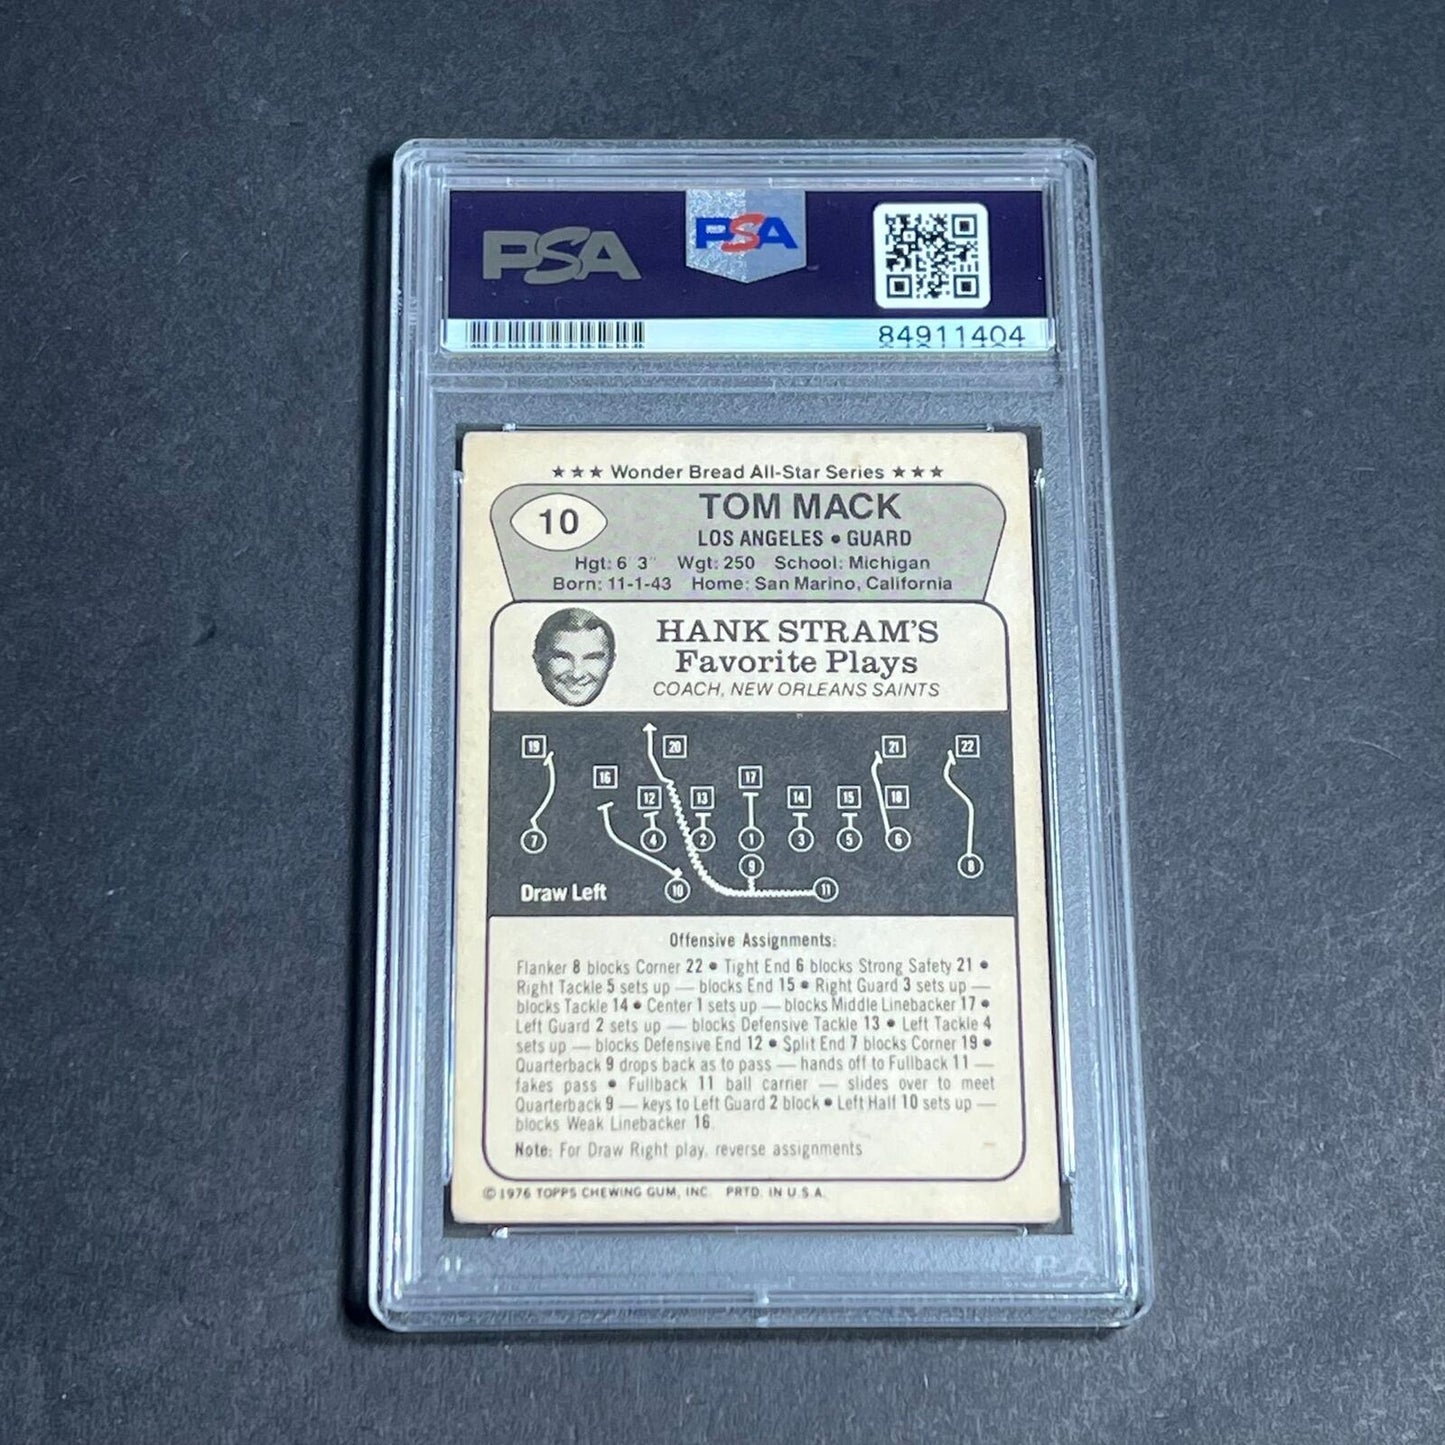 PSA PSA
84911404
★★★ Wonder Bread All-Star Series ★★★
10 TOM MACK
LOS ANGELES • GUARD
Hgt: 6 3" Wgt: 250 School: Michigan
Born: 11-1-43 Home: San Marino, California
HANK STRAM'S
Favorite Plays
COACH, NEW ORLEANS SAINTS
19 20 21 22
16 17
12 13 14 15 18
7 4 2 1 3 5 6
9 8
Draw Left 10 11
Offensive Assignments:
Flanker 8 blocks Corner 22 • Tight End 6 blocks Strong Safety 21 •
Right Tackle 5 sets up — blocks End 15 • Right Guard 3 sets up —
blocks Tackle 14 • Center 1 sets up — blocks Middle Linebacker 17 •
Left Guard 2 sets up — blocks Defensive Tackle 13 • Left Tackle 4
sets up — blocks Defensive End 12 • Split End 7 blocks Corner 19 •
Quarterback 9 drops back as to pass — hands off to Fullback 11 —
fakes pass • Fullback 11 ball carrier — slides over to meet
Quarterback 9 — keys to Left Guard 2 block • Left Half 10 sets up —
blocks Weak Linebacker 16
Note: For Draw Right play, reverse assignments
© 1976 TOPPS CHEWING GUM, INC. PRTD. IN U.S.A.